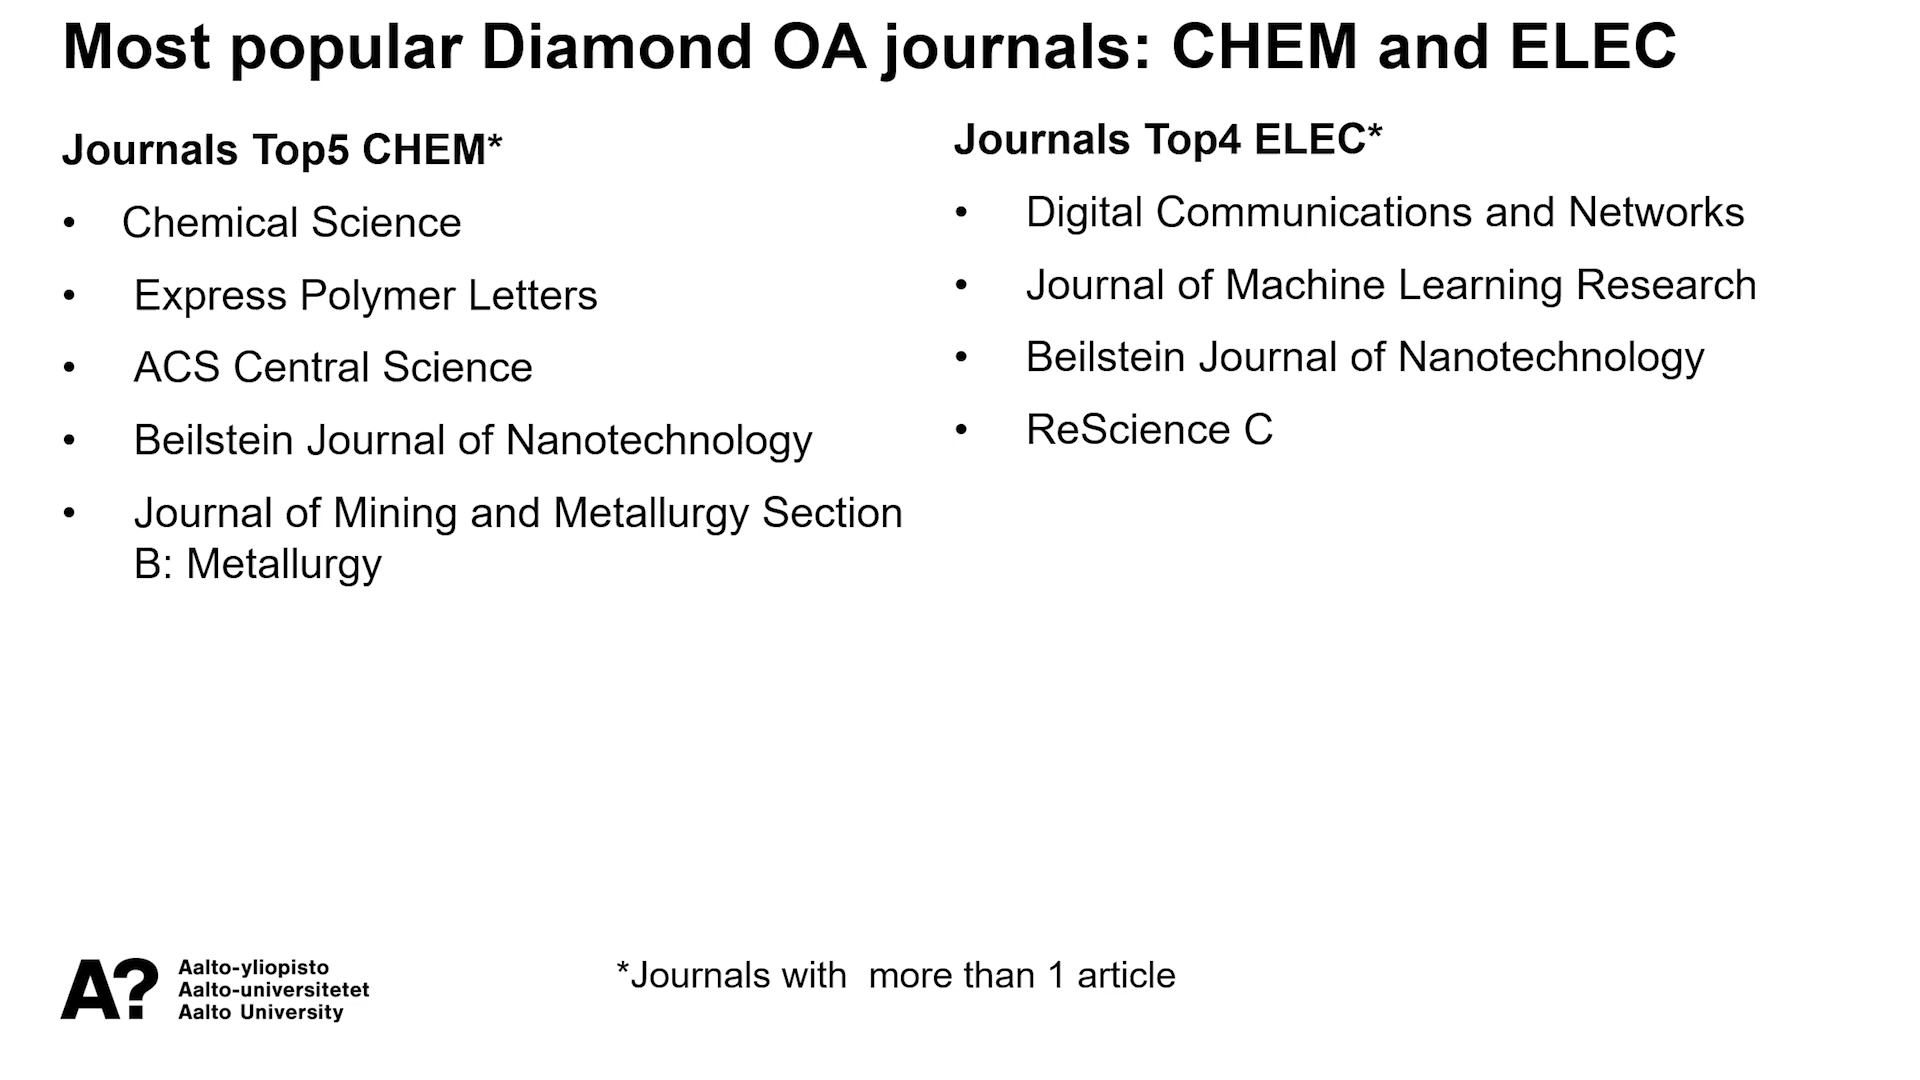 Most popular Diamond OA journals: CHEM and ELEC
Journals Top5 CHEM*
• Chemical Science
• Express Polymer Letters
• ACS Central Science
• Beilstein Journal of Nanotechnology
• Journal of Mining and Metallurgy Section
B: Metallurgy
Journals Top4 ELEC*
• Digital Communications and Networks
• Journal of Machine Learning Research
• Beilstein Journal of Nanotechnology
• ReScience C
A?
Aalto-yliopisto
Aalto-universitetet
Aalto University
*Journals with more than 1 article